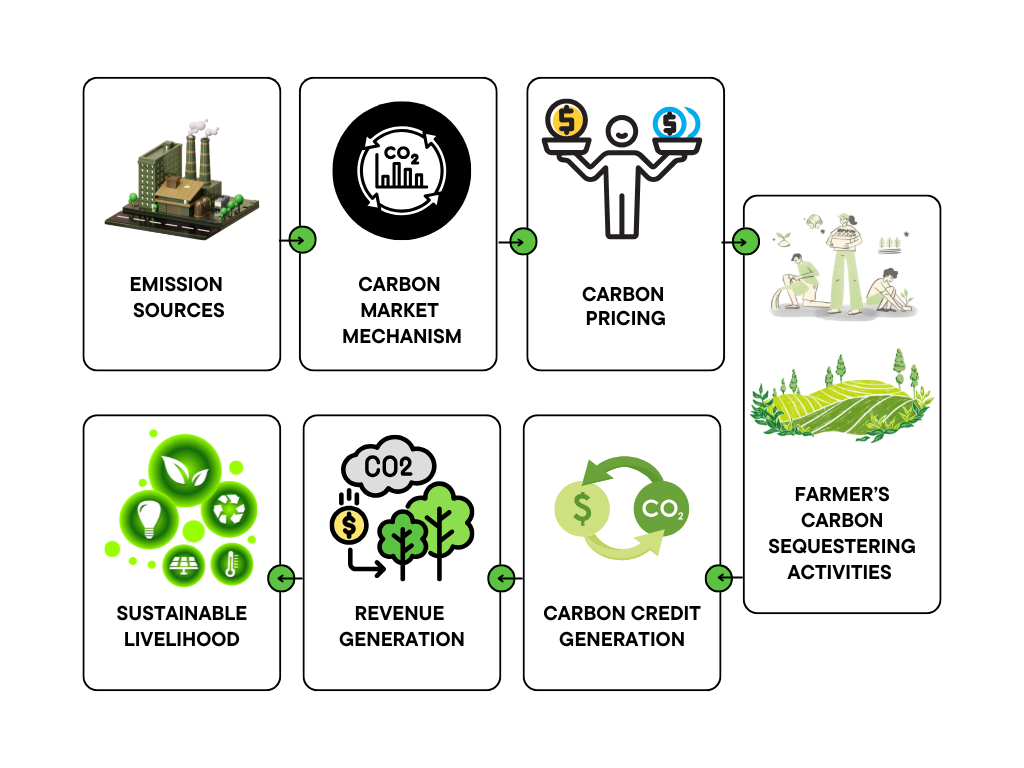 EMISSION
SOURCES
CO2
CARBON
MARKET
MECHANISM
$
$
CARBON
PRICING
FARMER’S
CARBON
SEQUESTERING
ACTIVITIES
$
CO2
CARBON CREDIT
GENERATION
CO2
$
REVENUE
GENERATION
SUSTAINABLE
LIVELIHOOD